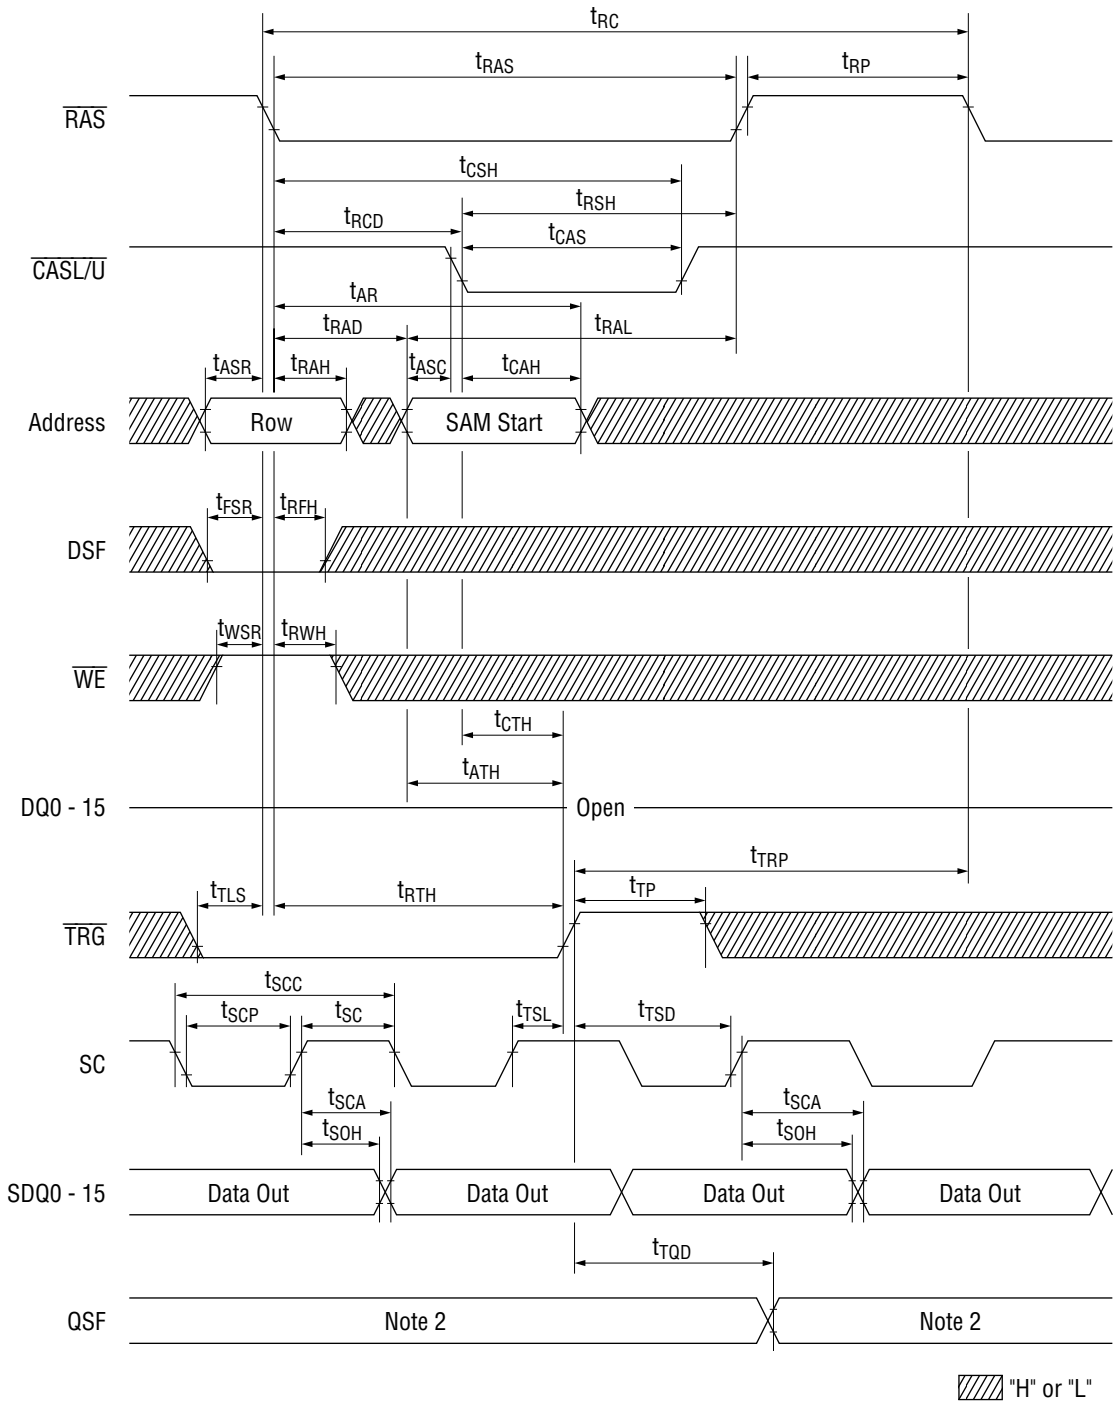 tRC
tRAS tRP
RAS
tCSH
tRSH
tRCD
tCAS
CASL/U
tAR
tRAD tRAL
tASR tRAH tASC tCAH
Address Row SAM Start
tFSR tRFH
DSF
tWSR tRWH
WE
tCTH
tATH
DQ0 - 15 Open
tTRP
tTLS tRTH tTP
TRG
tSCC
tSCP tSC tTSL tTSD
SC
tSCA tSCA
tSOH tSOH
SDQ0 - 15 Data Out Data Out Data Out Data Out
tTQD
QSF Note 2 Note 2
"H" or "L"